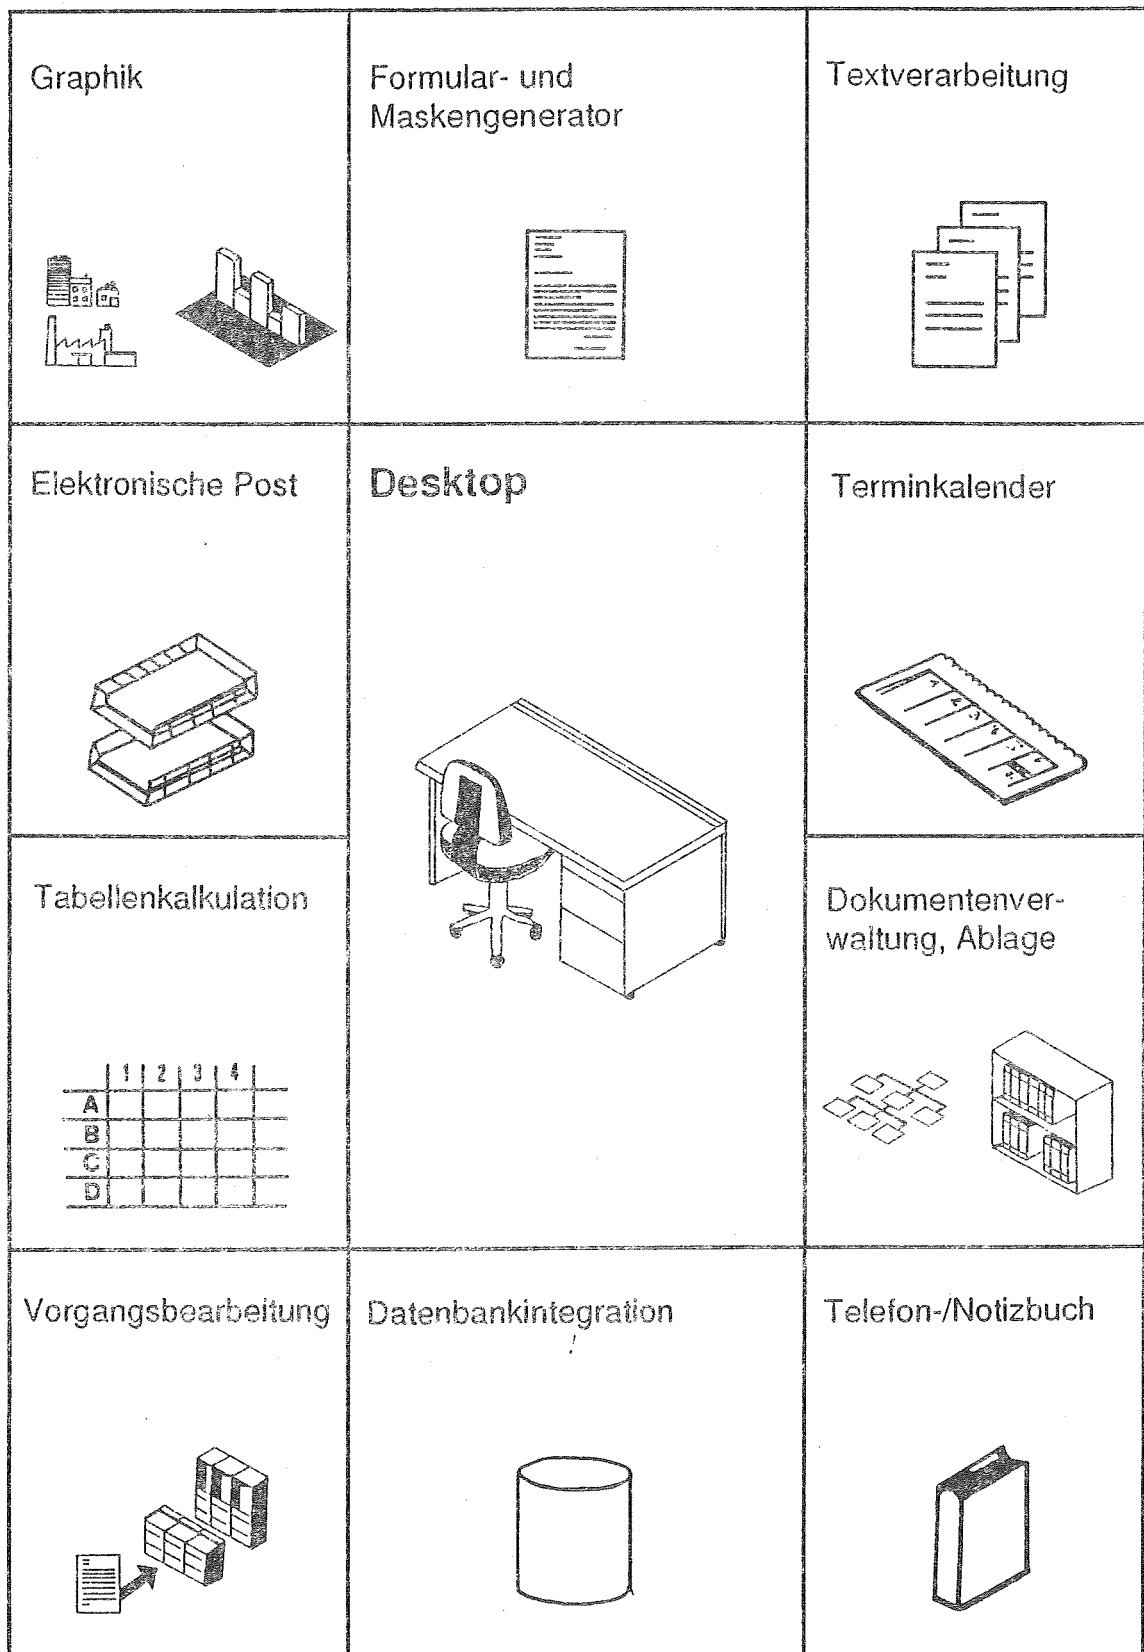 Graphik
Formular- und
Maskengenerator
Textverarbeitung
Elektronische Post
Desktop
Terminkalender
Tabellenkalkulation
1 2 3 4
A
B
C
D
Dokumentenver-
waltung, Ablage
Vorgangsbearbeitung
Datenbankintegration
Telefon-/Notizbuch